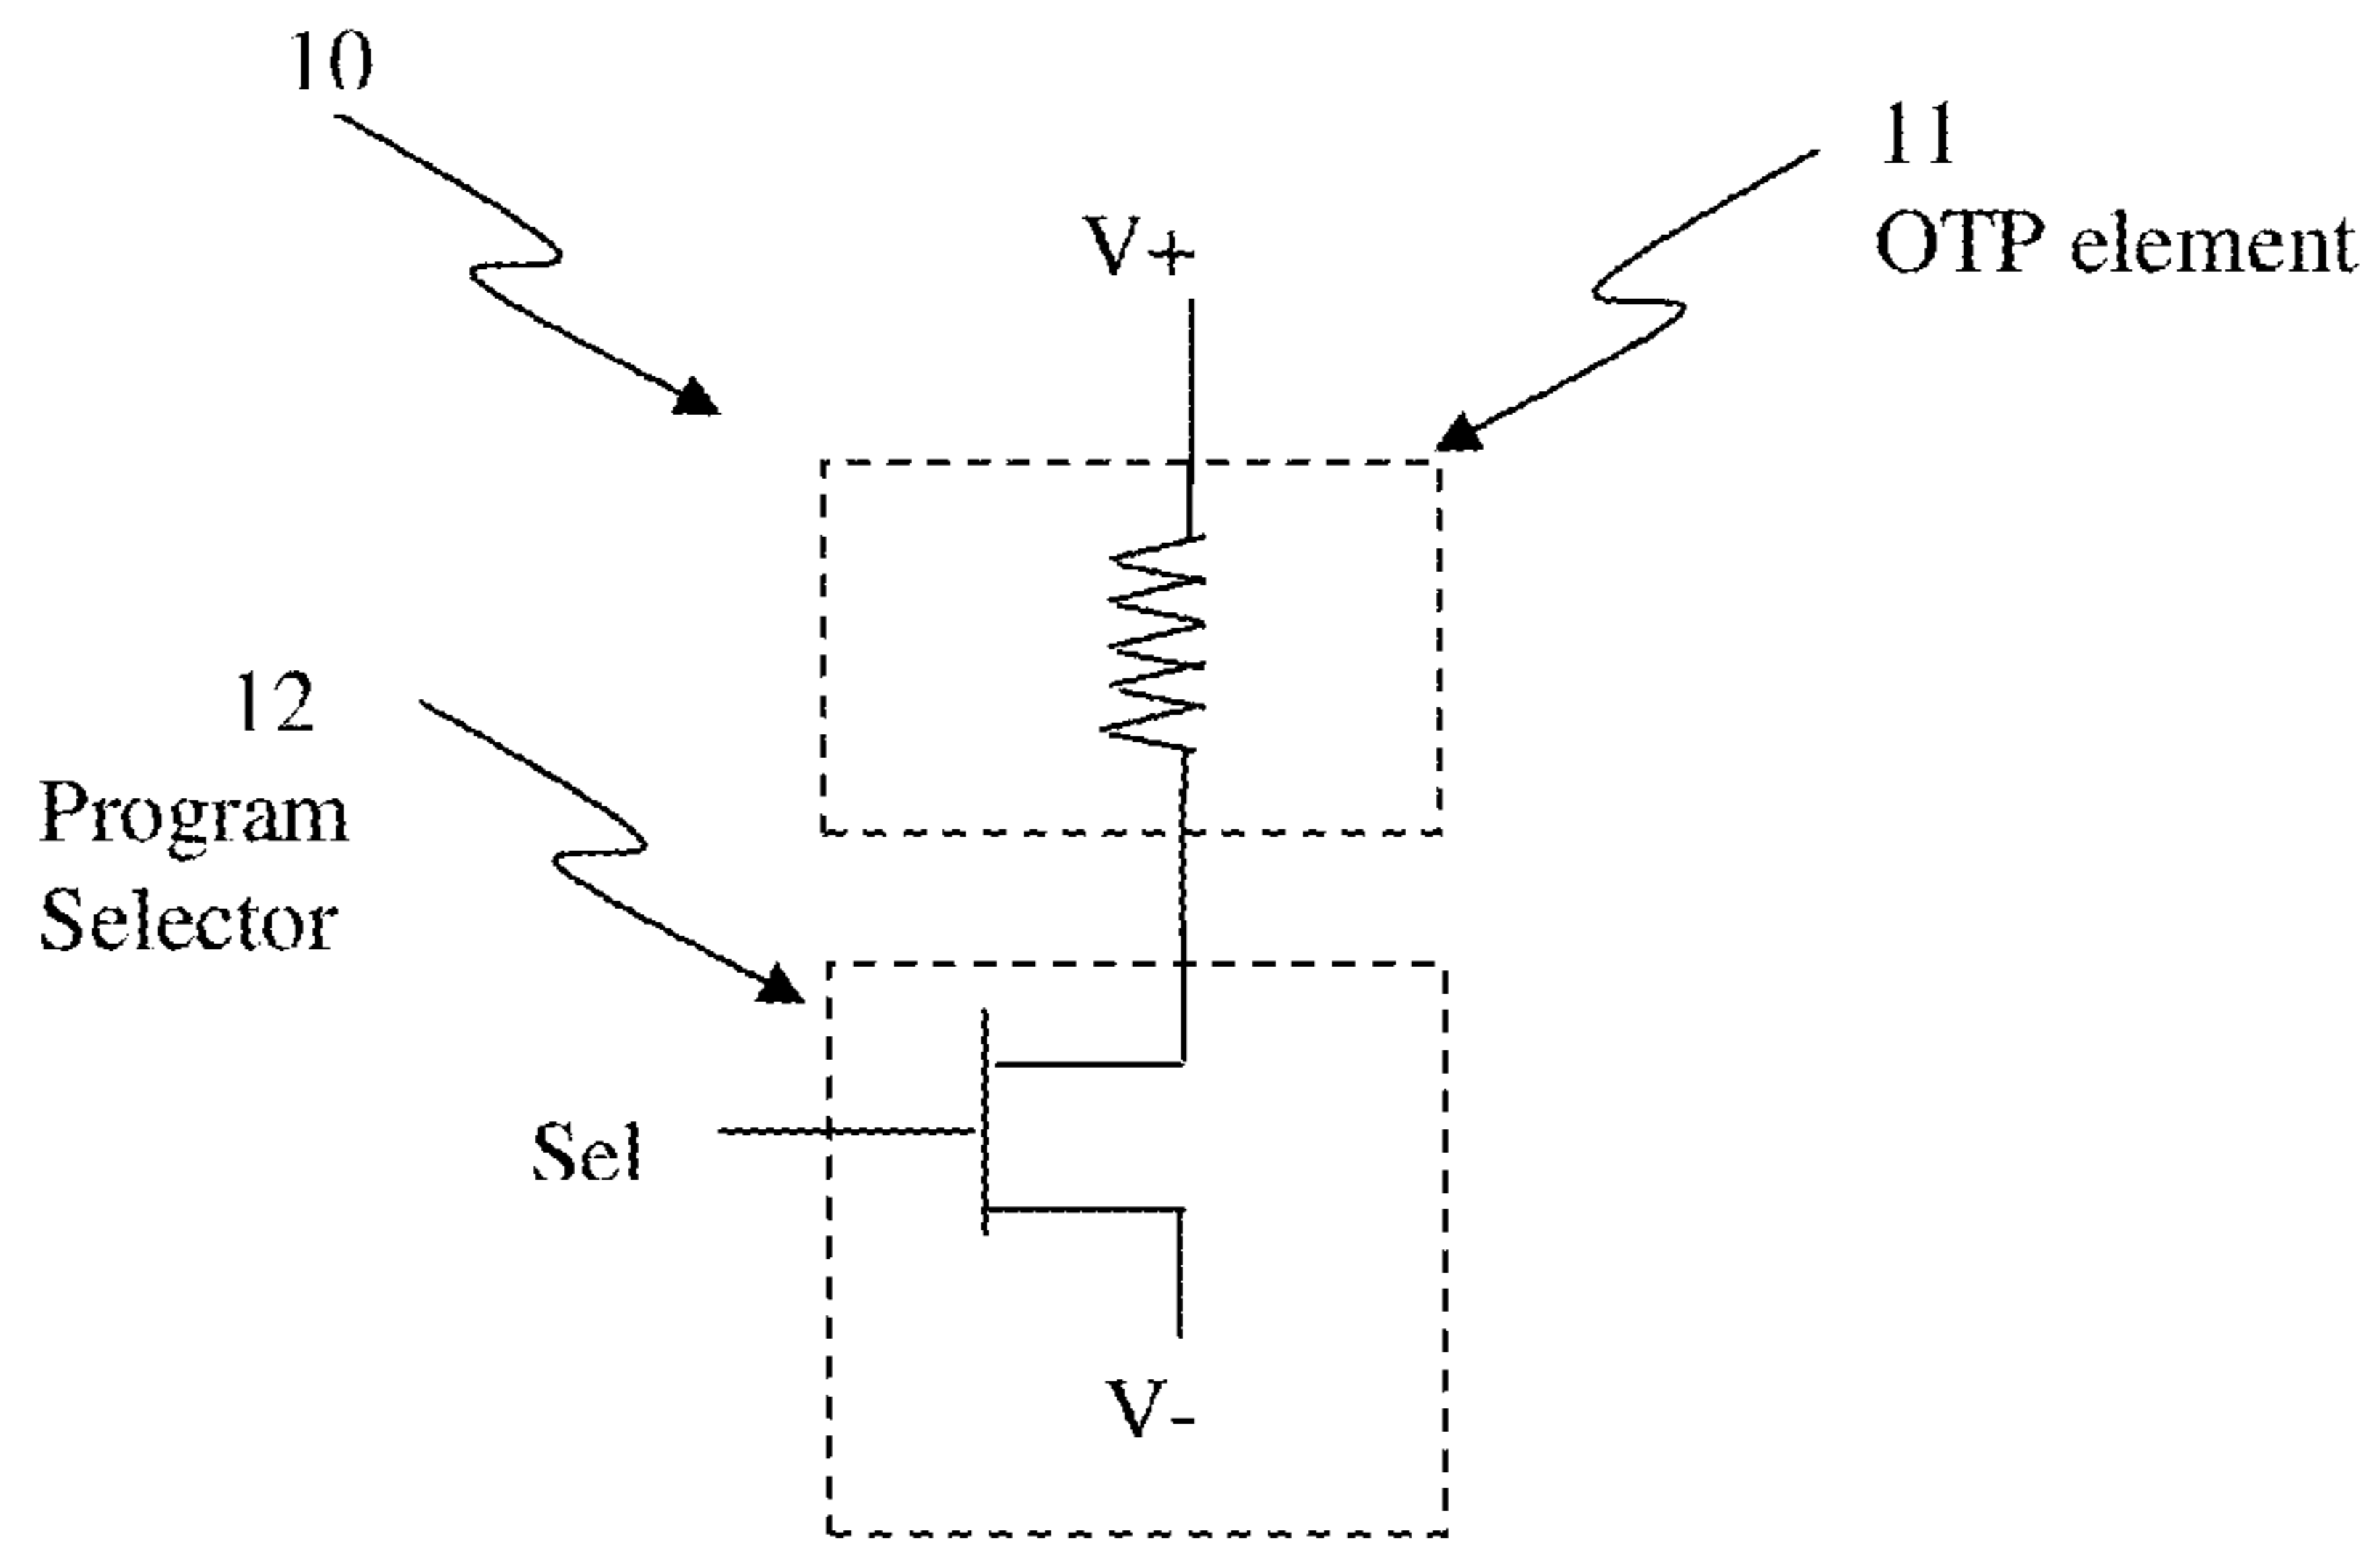 10
11
OTP element
V+
12
Program
Selector
Sel
V-